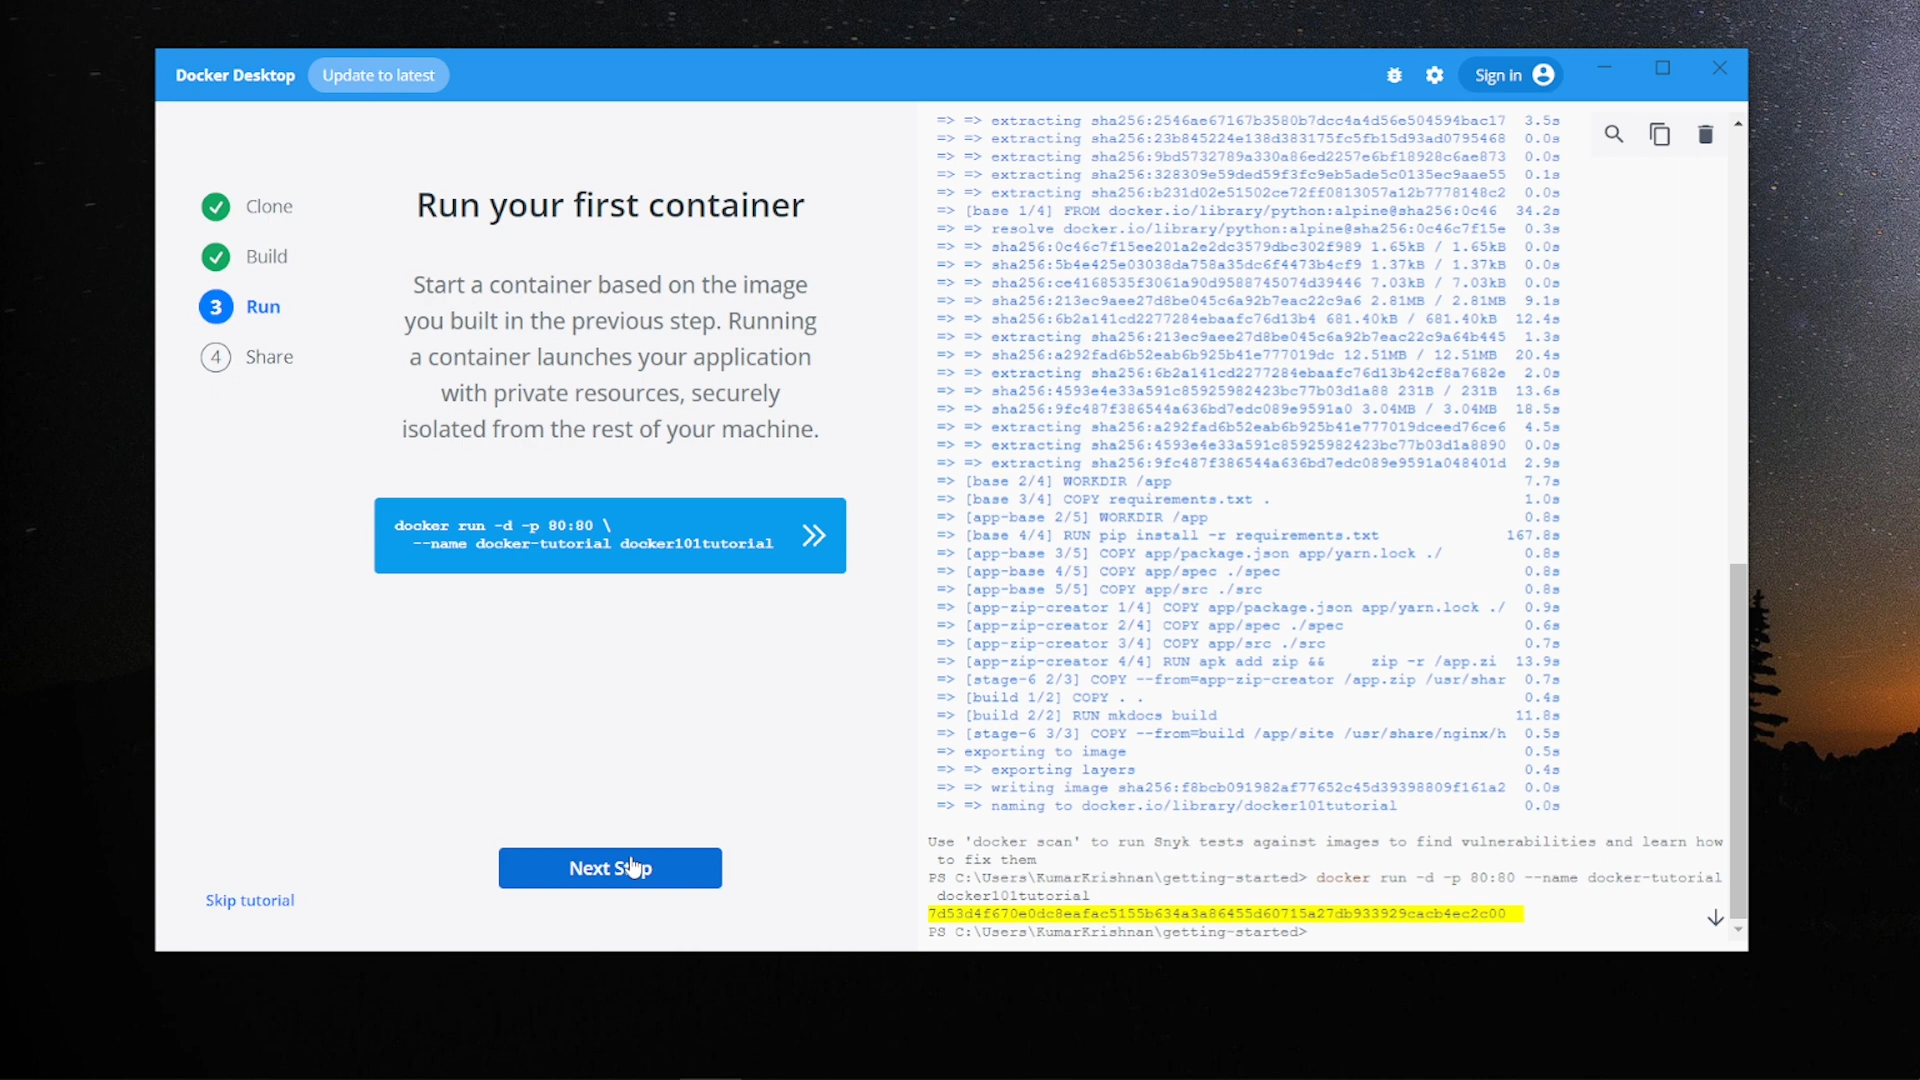 Docker Desktop
Update to latest
Sign in
Clone
Build
3 Run
4 Share
Run your first container
Start a container based on the image
you built in the previous step. Running
a container launches your application
with private resources, securely
isolated from the rest of your machine.
docker run -d -p 80:80 \
--name docker-tutorial docker101tutorial
Next Step
Skip tutorial
=> => extracting sha256:2546ae67167b3580b7dcc4a4d56e504594bac17 3.5s
=> => extracting sha256:23b845224e138d383175fc5fb15d93ad0795468 0.0s
=> => extracting sha256:9bd5732789a330a86ed2257e6bf18928c6ae873 0.0s
=> => extracting sha256:328309e59ded59f3fc9eb5ade5c0135ec9aae55 0.1s
=> => extracting sha256:b231d02e51502ce72ff0813057a12b7778148c2 0.0s
=> [base 1/4] FROM docker.io/library/python:alpine@sha256:0c46 34.2s
=> => resolve docker.io/library/python:alpine@sha256:0c46c7f15e 0.3s
=> => sha256:0c46c7f15ee201a2e2dc3579dbc302f989 1.65kB / 1.65kB 0.0s
=> => sha256:5b4e425e03038da758a35dc6f4473b4cf9 1.37kB / 1.37kB 0.0s
=> => sha256:ce4168535f3061a90d9588745074d39446 7.03kB / 7.03kB 0.0s
=> => sha256:213ec9aee27d8be045c6a92b7eac22c9a6 2.81MB / 2.81MB 9.1s
=> => sha256:6b2a141cd2277284ebaafc76d13b4 681.40kB / 681.40kB 12.4s
=> => extracting sha256:213ec9aee27d8be045c6a92b7eac22c9a64b445 1.3s
=> => sha256:a292fad6b52eab6b925b41e777019dc 12.51MB / 12.51MB 20.4s
=> => extracting sha256:6b2a141cd2277284ebaafc76d13b42cf8a7682e 2.0s
=> => sha256:4593e4e33a591c85925982423bc77b03d1a88 231B / 231B 13.6s
=> => sha256:9fc487f386544a636bd7edc089e9591a0 3.04MB / 3.04MB 18.5s
=> => extracting sha256:a292fad6b52eab6b925b41e777019dceed76ce6 4.5s
=> => extracting sha256:4593e4e33a591c85925982423bc77b03d1a8890 0.0s
=> => extracting sha256:9fc487f386544a636bd7edc089e9591a048401d 2.9s
=> [base 2/4] WORKDIR /app 7.7s
=> [base 3/4] COPY requirements.txt . 1.0s
=> [app-base 2/5] WORKDIR /app 0.8s
=> [base 4/4] RUN pip install -r requirements.txt 167.8s
=> [app-base 3/5] COPY app/package.json app/yarn.lock ./ 0.8s
=> [app-base 4/5] COPY app/spec ./spec 0.8s
=> [app-base 5/5] COPY app/src ./src 0.8s
=> [app-zip-creator 1/4] COPY app/package.json app/yarn.lock ./ 0.9s
=> [app-zip-creator 2/4] COPY app/spec ./spec 0.6s
=> [app-zip-creator 3/4] COPY app/src ./src 0.7s
=> [app-zip-creator 4/4] RUN apk add zip && zip -r /app.zi 13.9s
=> [stage-6 2/3] COPY --from=app-zip-creator /app.zip /usr/shar 0.7s
=> [build 1/2] COPY . . 0.4s
=> [build 2/2] RUN mkdocs build 11.8s
=> [stage-6 3/3] COPY --from=build /app/site /usr/share/nginx/h 0.5s
=> exporting to image 0.5s
=> => exporting layers 0.4s
=> => writing image sha256:f8bcb091982af77652c45d39398809f161a2 0.0s
=> => naming to docker.io/library/docker101tutorial 0.0s
Use 'docker scan' to run Snyk tests against images to find vulnerabilities and learn how
to fix them
PS C:\Users\KumarKrishnan\getting-started> docker run -d -p 80:80 --name docker-tutorial
docker101tutorial
7d53d4f670e0dc8eafac5155b634a3a86455d60715a27db933929cacb4ec2c00
PS C:\Users\KumarKrishnan\getting-started>